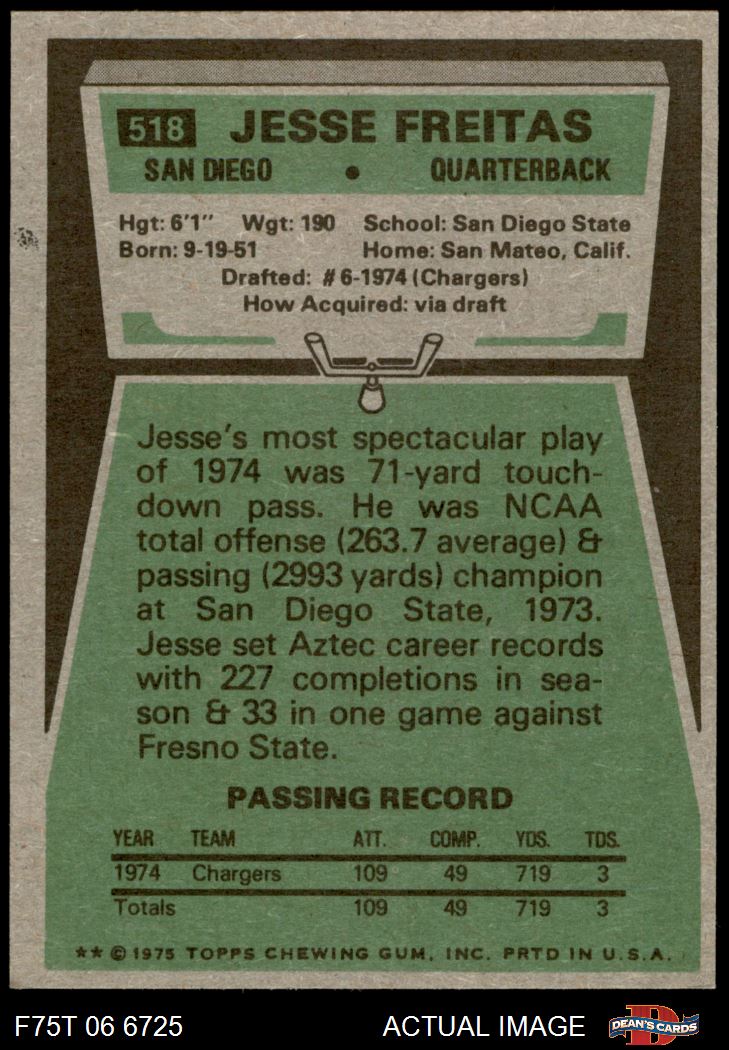 518 JESSE FREITAS
SAN DIEGO • QUARTERBACK
Hgt: 6'1" Wgt: 190 School: San Diego State
Born: 9-19-51 Home: San Mateo, Calif.
Drafted: #6-1974 (Chargers)
How Acquired: via draft
Jesse's most spectacular play
of 1974 was 71-yard touch-
down pass. He was NCAA
total offense (263.7 average) &
passing (2993 yards) champion
at San Diego State, 1973.
Jesse set Aztec career records
with 227 completions in sea-
son & 33 in one game against
Fresno State.
PASSING RECORD
YEAR TEAM ATT. COMP. YDS. TDS.
1974 Chargers 109 49 719 3
Totals 109 49 719 3
** © 1975 TOPPS CHEWING GUM, INC. PRTD IN U.S.A.
F75T 06 6725 ACTUAL IMAGE DEAN'S CARDS